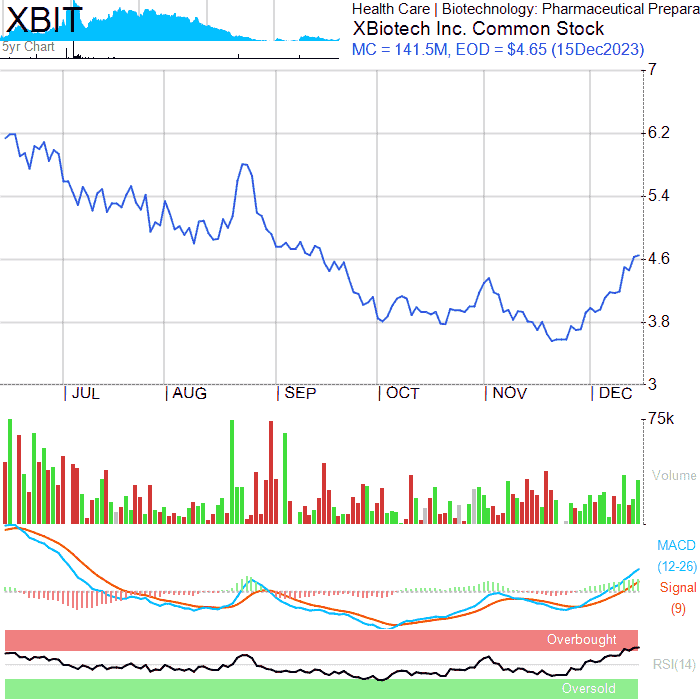 XBIT
5yr Chart
Health Care | Biotechnology: Pharmaceutical Prepara
XBiotech Inc. Common Stock
MC = 141.5M, EOD = $4.65 (15Dec2023)
7
6.2
5.4
4.6
3.8
3
JUL AUG SEP OCT NOV DEC
75k
Volume
MACD
(12-26)
Signal
(9)
Overbought
RSI(14)
Oversold